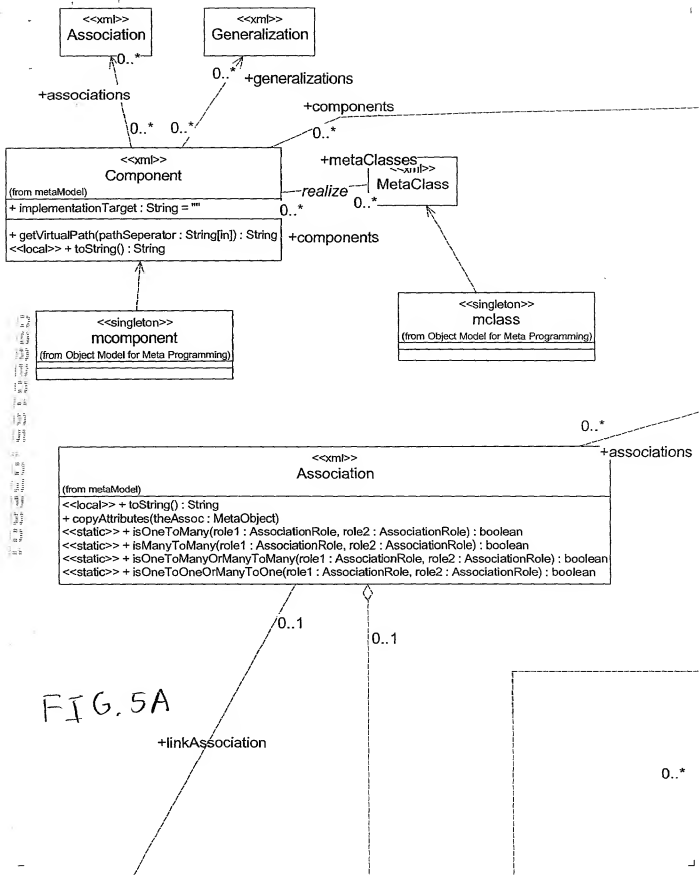 <<xml>>
Association
<<xml>>
Generalization
0..*
0..*
+generalizations
+associations
+components
0..*
0..*
0..*
<<xml>>
Component
(from metaModel)
+ implementationTarget : String = ""
+ getVirtualPath(pathSeperator : String[in]) : String
<<local>> + toString() : String
+metaClasses
realize
0..*
0..*
+components
<<xml>>
MetaClass
<<singleton>>
mcomponent
(from Object Model for Meta Programming)
<<singleton>>
mclass
(from Object Model for Meta Programming)
0..*
+associations
<<xml>>
Association
(from metaModel)
<<local>> + toString() : String
+ copyAttributes(theAssoc : MetaObject)
<<static>> + isOneToMany(role1 : AssociationRole, role2 : AssociationRole) : boolean
<<static>> + isManyToMany(role1 : AssociationRole, role2 : AssociationRole) : boolean
<<static>> + isOneToManyOrManyToMany(role1 : AssociationRole, role2 : AssociationRole) : boolean
<<static>> + isOneToOneOrManyToOne(role1 : AssociationRole, role2 : AssociationRole) : boolean
0..1
0..1
FIG. 5A
+linkAssociation
0..*